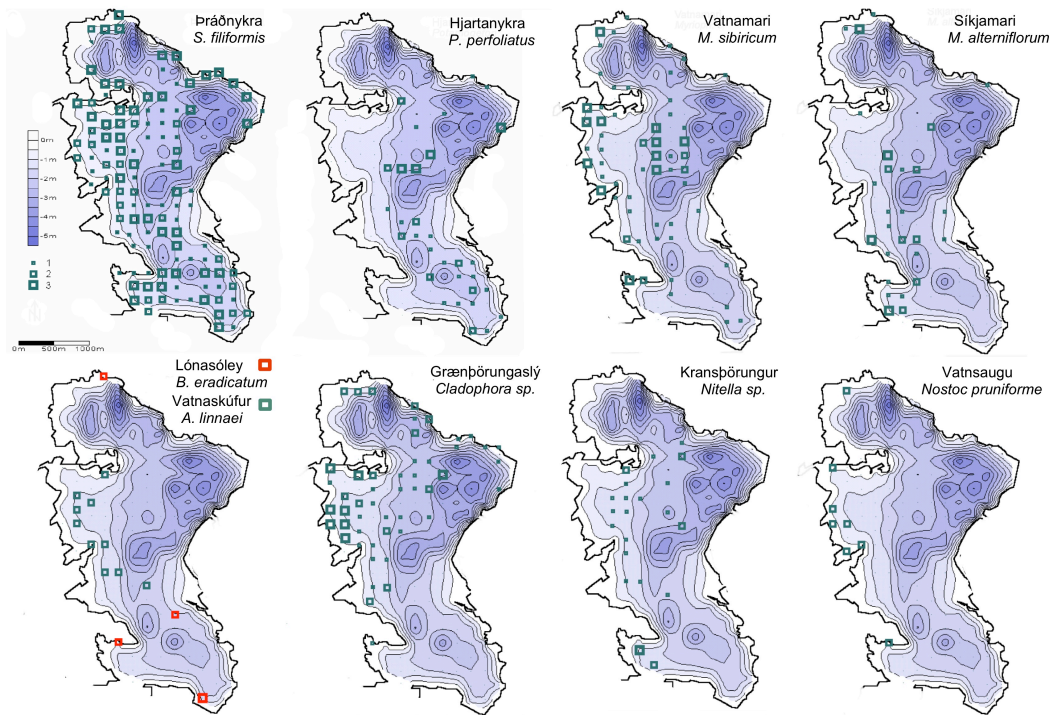 Þráðnykra
S. filiformis
Hjartanykra
P. perfoliatus
Vatnamari
M. sibiricum
Síkjamari
M. alterniflorum
0m
-1m
-2m
-3m
-4m
-5m
1
2
3
0m 500m 1000m
Lónasóley
B. eradicatum
Vatnaskúfur
A. linnaei
Grænþörungaslý
Cladophora sp.
Kransþörungur
Nitella sp.
Vatnsaugu
Nostoc pruniforme